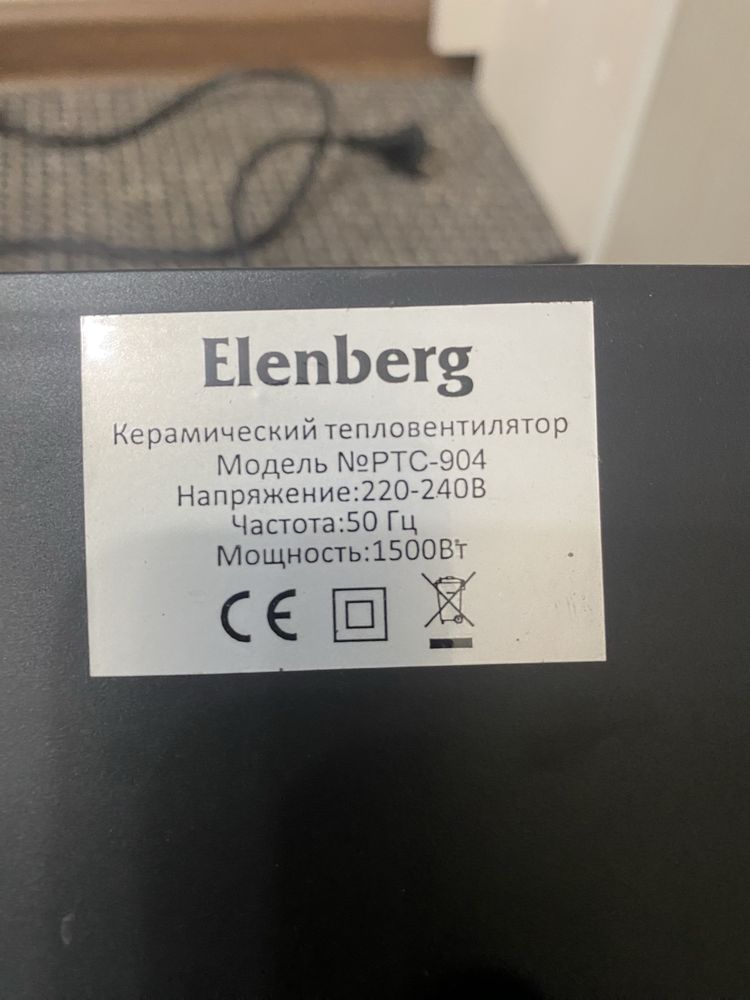 Elenberg
Керамический тепловентилятор
Модель №PTC-904
Напряжение:220-240В
Частота:50 Гц
Мощность:1500Вт
CE